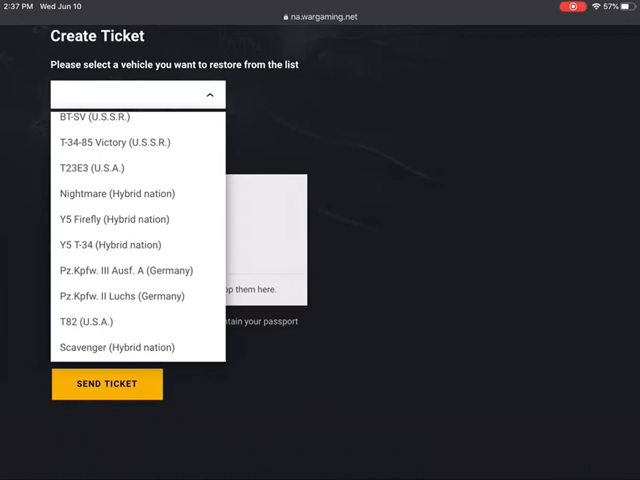 2:37 PM Wed Jun 10
57%
na.wargaming.net
Create Ticket
Please select a vehicle you want to restore from the list
BT-SV (U.S.S.R.)
T-34-85 Victory (U.S.S.R.)
T23E3 (U.S.A.)
Nightmare (Hybrid nation)
Y5 Firefly (Hybrid nation)
Y5 T-34 (Hybrid nation)
Pz.Kpfw. III Ausf. A (Germany)
Pz.Kpfw. II Luchs (Germany)
op them here.
T82 (U.S.A.)
ntain your passport
Scavenger (Hybrid nation)
SEND TICKET